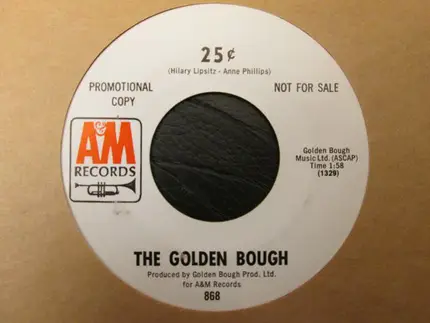 25¢
(Hilary Lipsitz - Anne Phillips)
PROMOTIONAL
COPY
NOT FOR SALE
A&M
RECORDS
Golden Bough
Music Ltd. (ASCAP)
Time 1:58
(1329)
THE GOLDEN BOUGH
Produced by Golden Bough Prod. Ltd.
for A&M Records
868